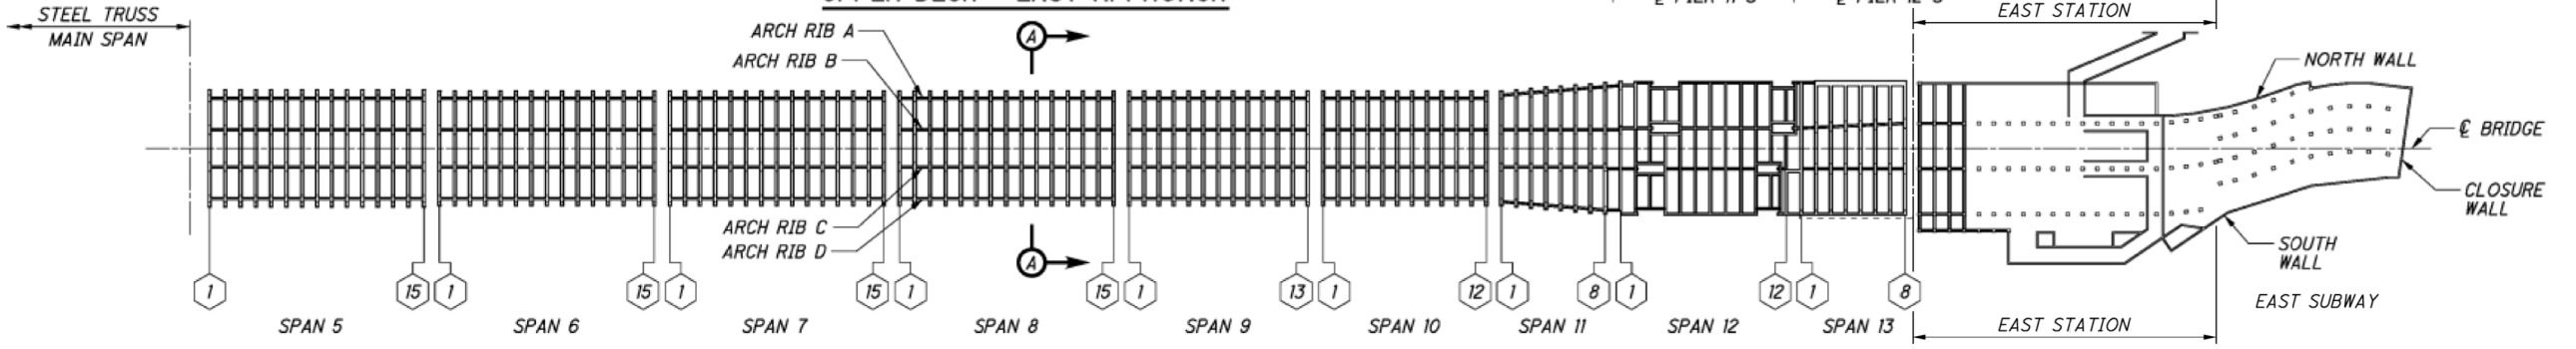 STEEL TRUSS
MAIN SPAN
ARCH RIB A
ARCH RIB B
A
EAST STATION
NORTH WALL
℄ BRIDGE
CLOSURE
WALL
SOUTH
WALL
ARCH RIB C
ARCH RIB D
A
1
15
1
15
1
15
1
15
1
13
1
12
1
8
1
12
1
8
SPAN 5
SPAN 6
SPAN 7
SPAN 8
SPAN 9
SPAN 10
SPAN 11
SPAN 12
SPAN 13
EAST STATION
EAST SUBWAY